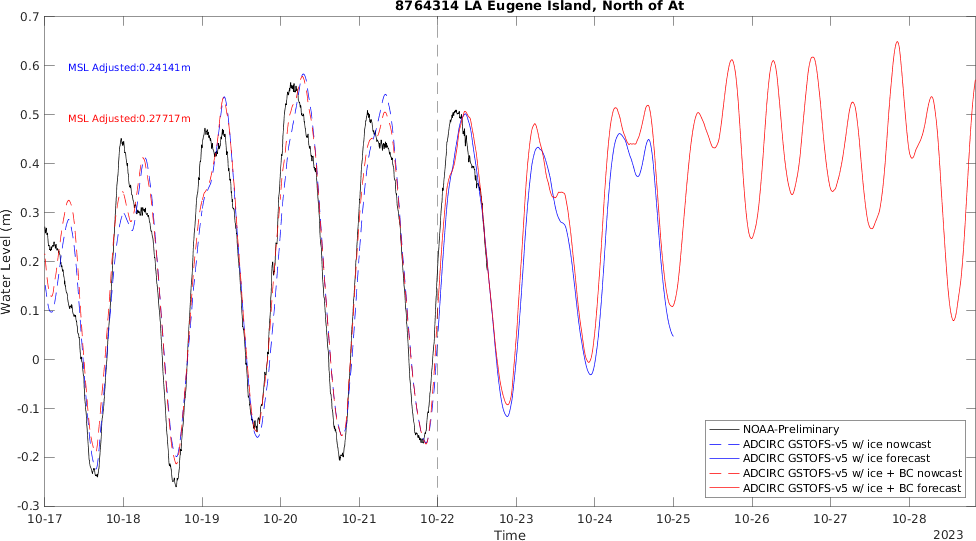 8764314 LA Eugene Island, North of At
0.7
0.6
0.5
0.4
0.3
0.2
0.1
0
-0.1
-0.2
-0.3
Water Level (m)
MSL Adjusted:0.24141m
MSL Adjusted:0.27717m
NOAA-Preliminary
ADCIRC GSTOFS-v5 w/ ice nowcast
ADCIRC GSTOFS-v5 w/ ice forecast
ADCIRC GSTOFS-v5 w/ ice + BC nowcast
ADCIRC GSTOFS-v5 w/ ice + BC forecast
10-17 10-18 10-19 10-20 10-21 10-22 10-23 10-24 10-25 10-26 10-27 10-28
Time
2023